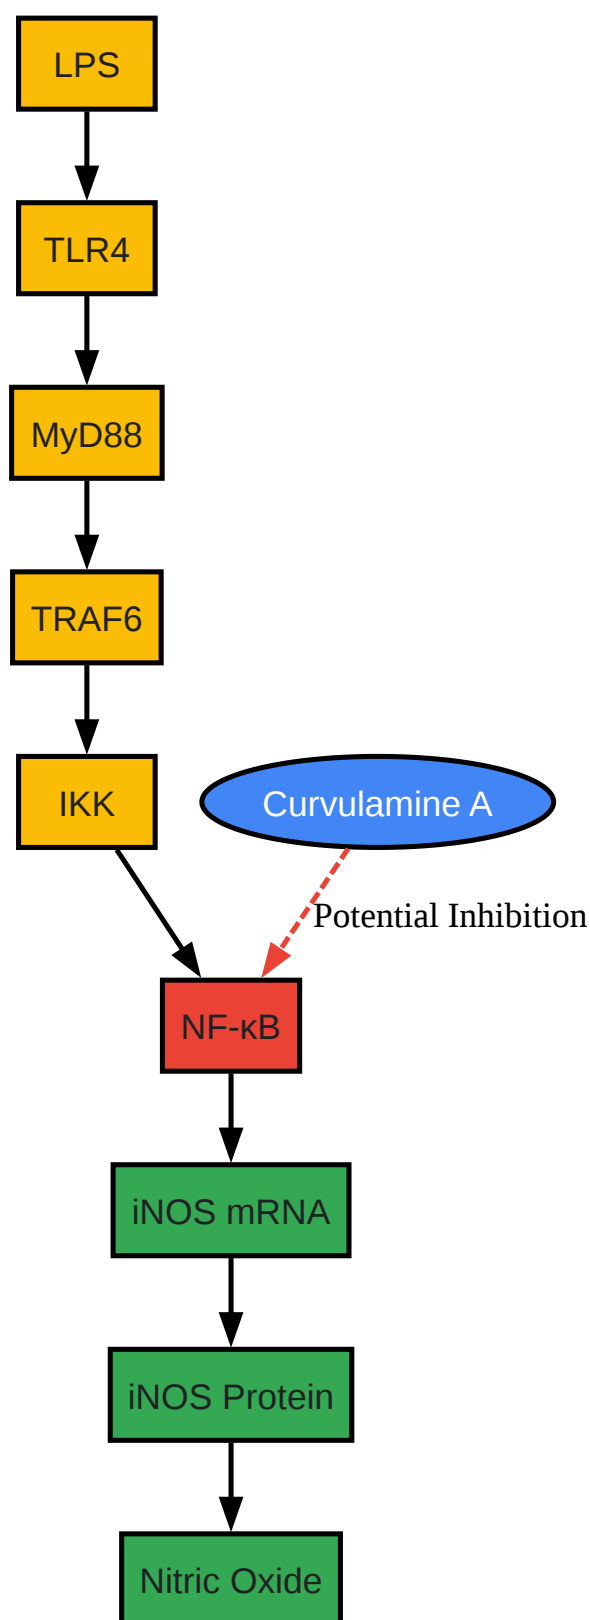 LPS
TLR4
MyD88
TRAF6
IKK
Curvulamine A
Potential Inhibition
NF-κB
iNOS mRNA
iNOS Protein
Nitric Oxide